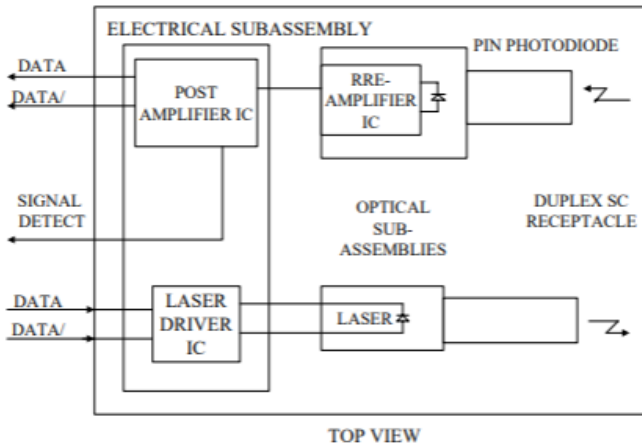 ELECTRICAL SUBASSEMBLY
PIN PHOTODIODE
DATA
DATA/
POST
AMPLIFIER IC
RRE-
AMPLIFIER
IC
SIGNAL
DETECT
OPTICAL
SUB-
ASSEMBLIES
DUPLEX SC
RECEPTACLE
DATA
DATA/
LASER
DRIVER
IC
LASER
TOP VIEW